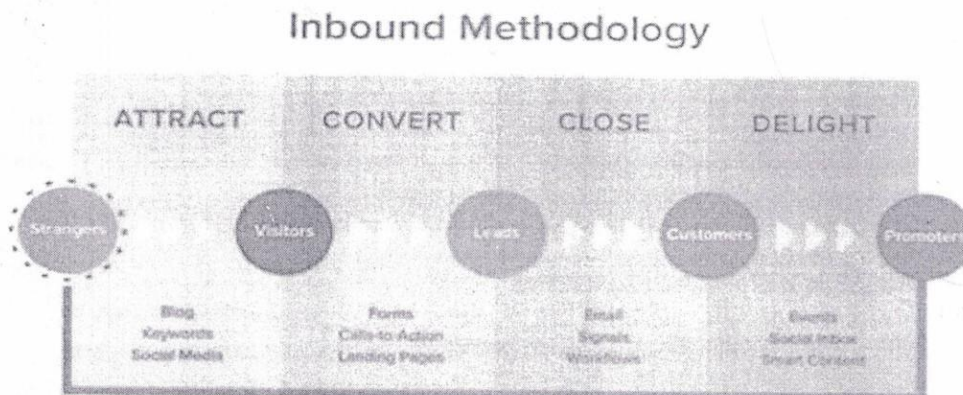 Inbound Methodology
ATTRACT
CONVERT
CLOSE
DELIGHT
Strangers
Visitors
Leads
Customers
Promoters
Blog
Keywords
Social Media
Forms
Calls-to-Action
Landing Pages
Email
Signals
Workflows
Events
Social Inbox
Smart Content